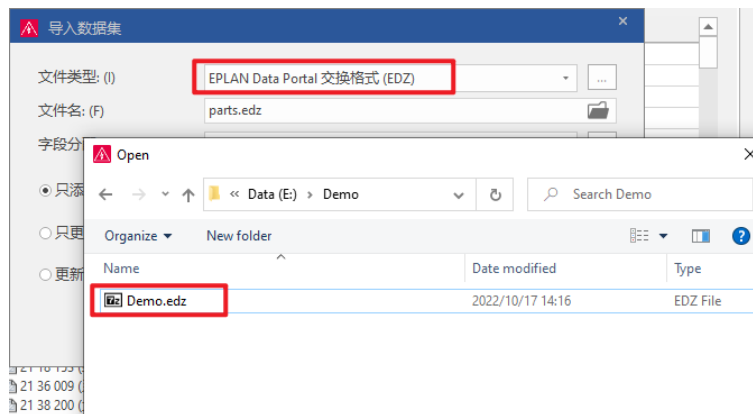 导入数据集
文件类型: (I)
EPLAN Data Portal 交换格式 (EDZ)
...
文件名: (F)
parts.edz
字段分
Open
只添
« Data (E:) › Demo
Search Demo
只更
Organize
New folder
?
更新
Name
Date modified
Type
Demo.edz
2022/10/17 14:16
EDZ File
21 36 009 (
21 38 200 (